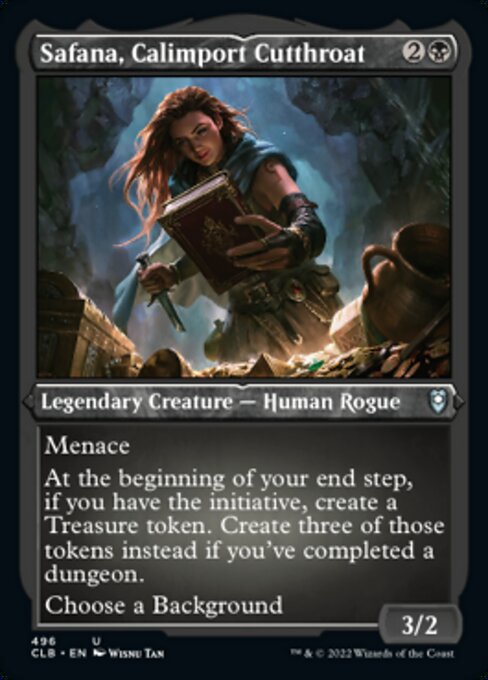 Safana, Calimport Cutthroat 2
Legendary Creature — Human Rogue
Menace
At the beginning of your end step,
if you have the initiative, create a
Treasure token. Create three of those
tokens instead if you've completed a
dungeon.
Choose a Background
3/2
496 U
CLB • EN Wisnu Tan
™ & © 2022 Wizards of the Coast